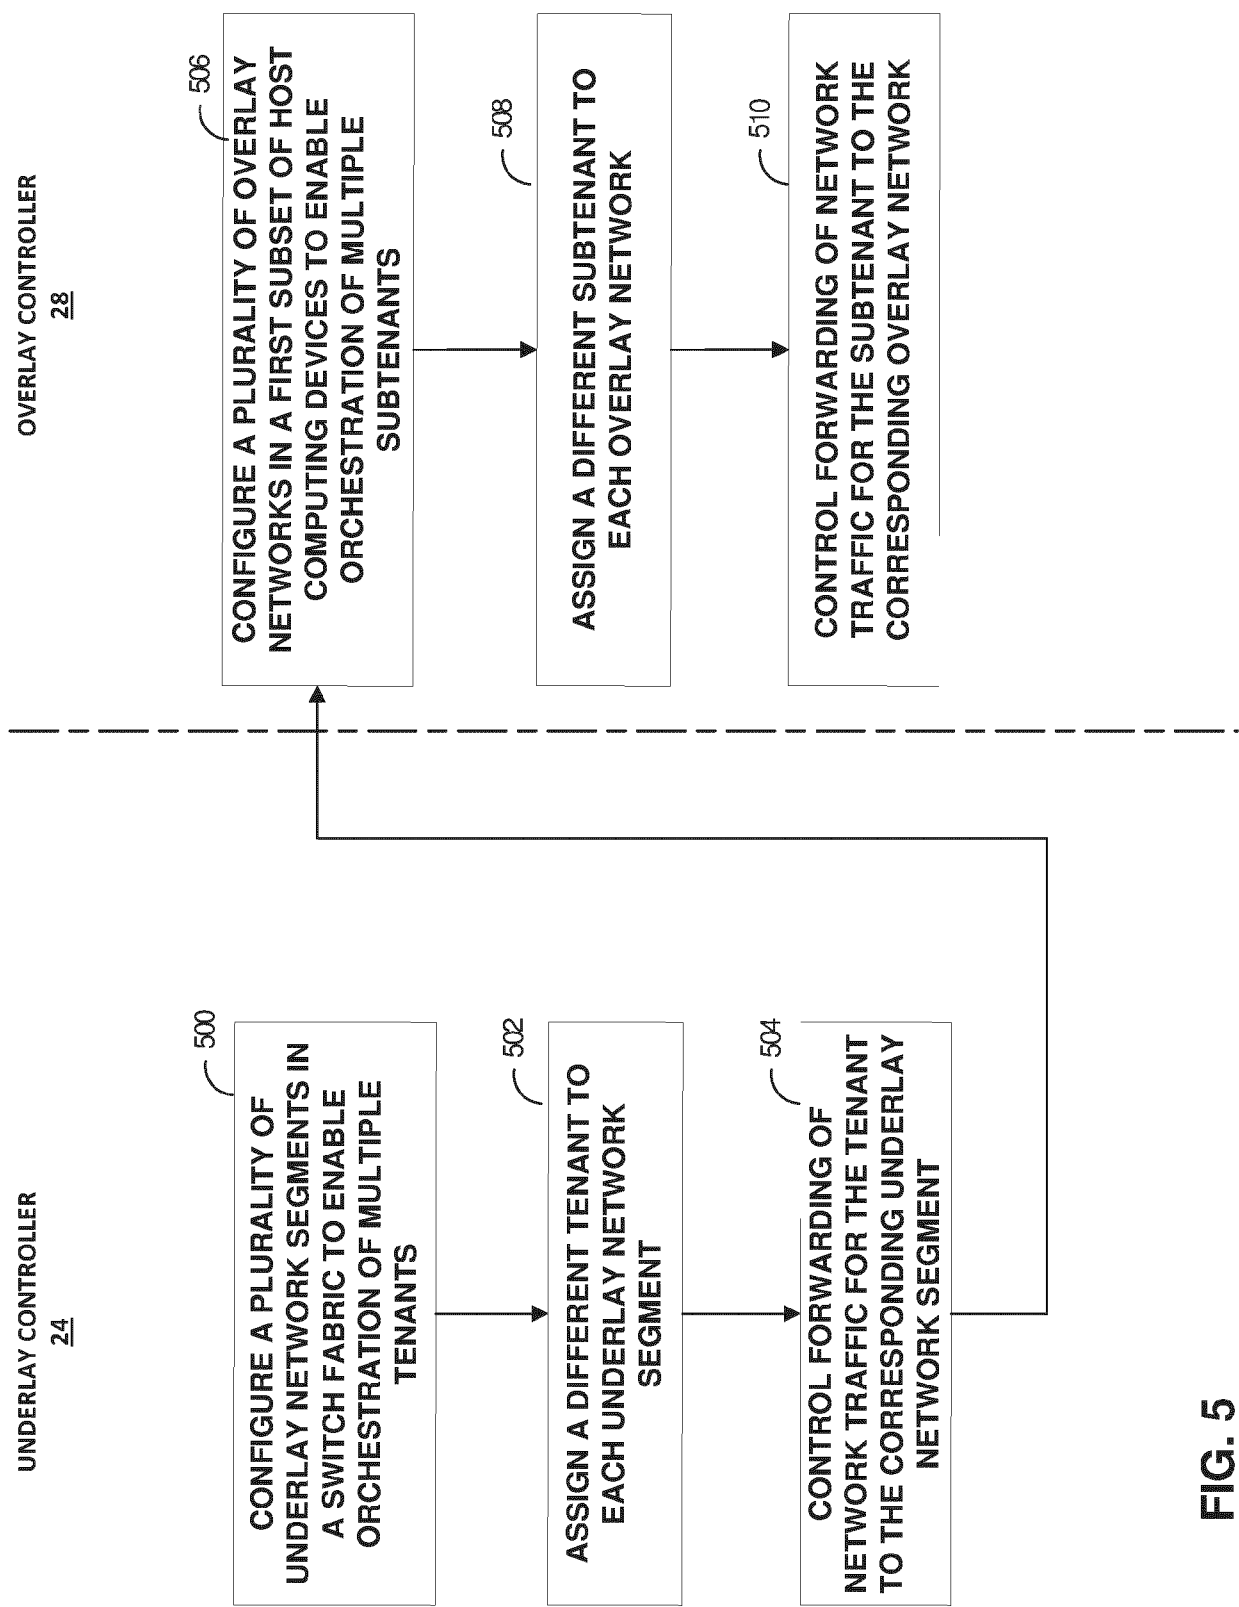 UNDERLAY CONTROLLER
24
500
CONFIGURE A PLURALITY OF
UNDERLAY NETWORK SEGMENTS IN
A SWITCH FABRIC TO ENABLE
ORCHESTRATION OF MULTIPLE
TENANTS
502
ASSIGN A DIFFERENT TENANT TO
EACH UNDERLAY NETWORK
SEGMENT
504
CONTROL FORWARDING OF
NETWORK TRAFFIC FOR THE TENANT
TO THE CORRESPONDING UNDERLAY
NETWORK SEGMENT
OVERLAY CONTROLLER
28
506
CONFIGURE A PLURALITY OF OVERLAY
NETWORKS IN A FIRST SUBSET OF HOST
COMPUTING DEVICES TO ENABLE
ORCHESTRATION OF MULTIPLE
SUBTENANTS
508
ASSIGN A DIFFERENT SUBTENANT TO
EACH OVERLAY NETWORK
510
CONTROL FORWARDING OF NETWORK
TRAFFIC FOR THE SUBTENANT TO THE
CORRESPONDING OVERLAY NETWORK
FIG. 5